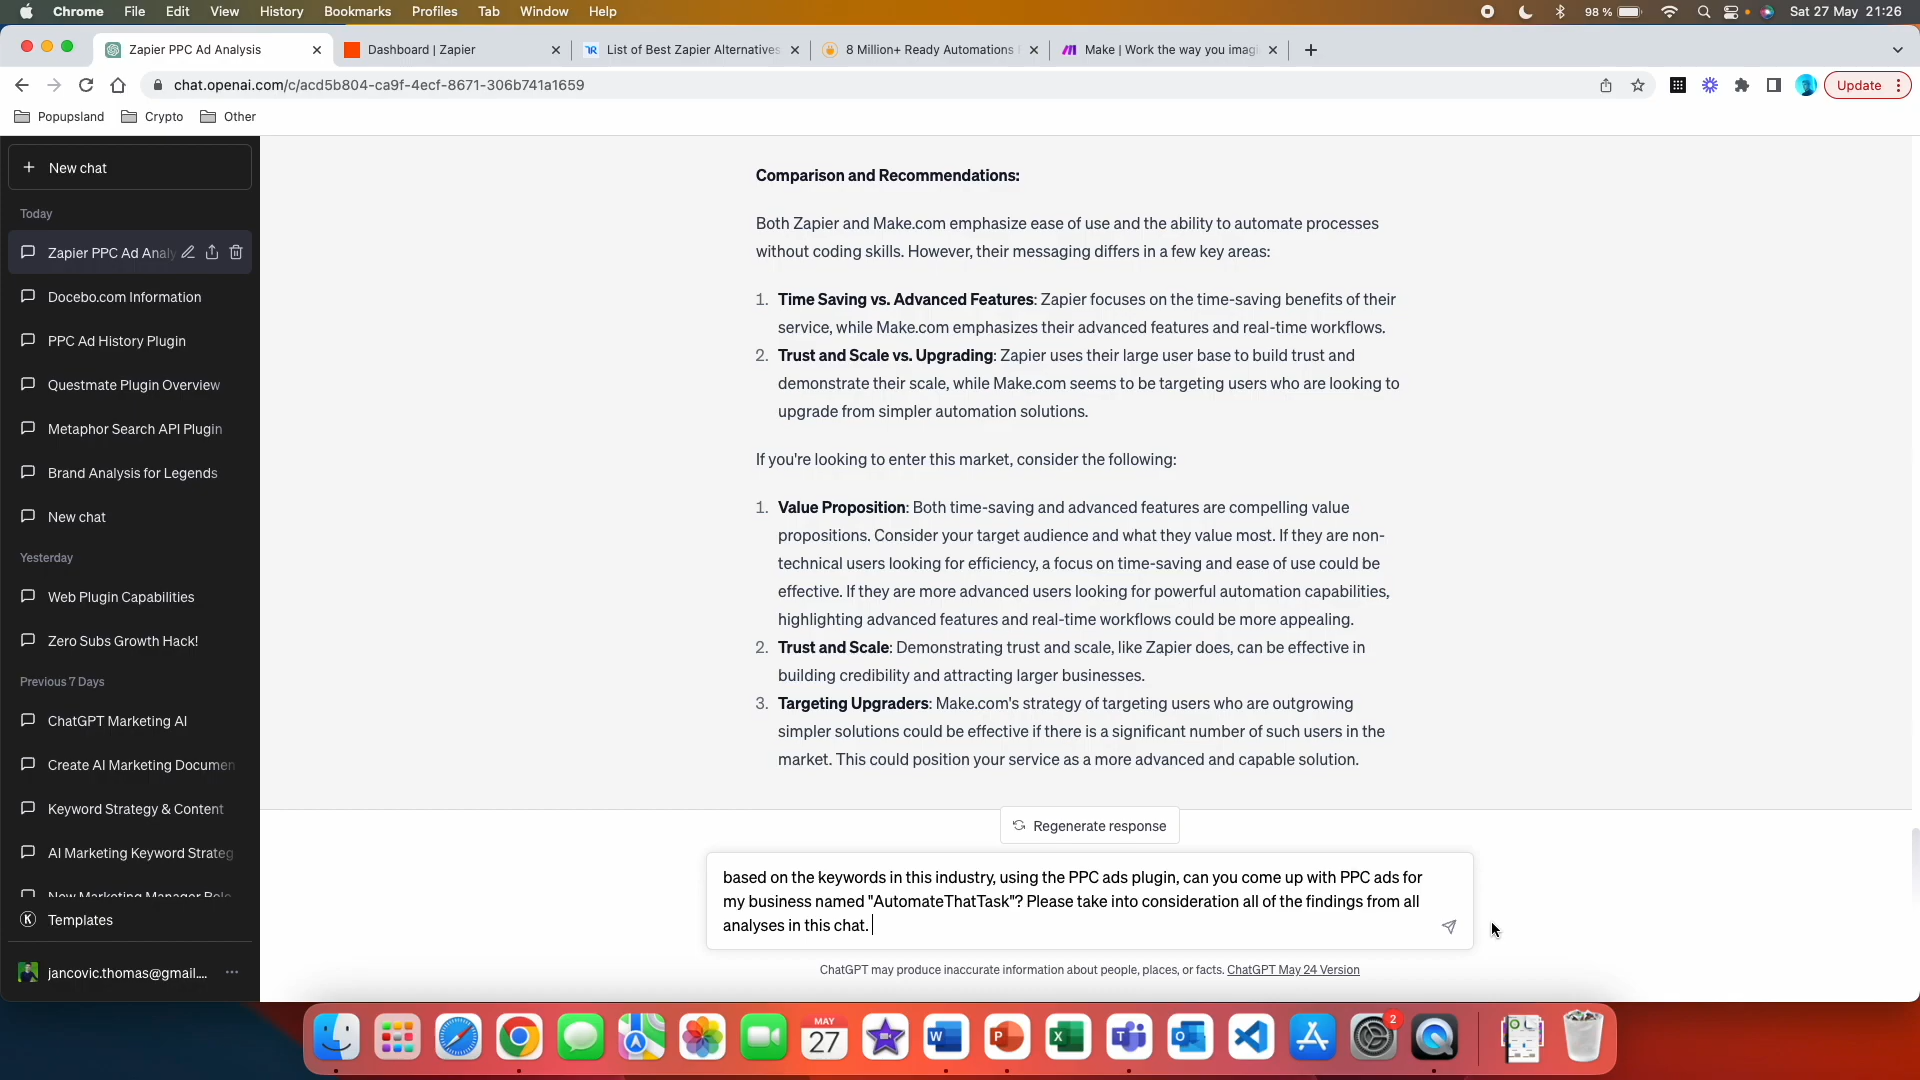 Chrome File Edit View History Bookmarks Profiles Tab Window Help
98 % Sat 27 May 21:26
Zapier PPC Ad Analysis
Dashboard | Zapier
List of Best Zapier Alternatives
8 Million+ Ready Automations
Make | Work the way you imag
chat.openai.com/c/acd5b804-ca9f-4ecf-8671-306b741a1659
Update
Popupsland Crypto Other
New chat
Today
Zapier PPC Ad Analy
Docebo.com Information
PPC Ad History Plugin
Questmate Plugin Overview
Metaphor Search API Plugin
Brand Analysis for Legends
New chat
Yesterday
Web Plugin Capabilities
Zero Subs Growth Hack!
Previous 7 Days
ChatGPT Marketing AI
Create AI Marketing Documen
Keyword Strategy & Content
AI Marketing Keyword Strateg
New Marketing Manager Role
Templates
jancovic.thomas@gmail....
Comparison and Recommendations:
Both Zapier and Make.com emphasize ease of use and the ability to automate processes
without coding skills. However, their messaging differs in a few key areas:
1. Time Saving vs. Advanced Features: Zapier focuses on the time-saving benefits of their
service, while Make.com emphasizes their advanced features and real-time workflows.
2. Trust and Scale vs. Upgrading: Zapier uses their large user base to build trust and
demonstrate their scale, while Make.com seems to be targeting users who are looking to
upgrade from simpler automation solutions.
If you're looking to enter this market, consider the following:
1. Value Proposition: Both time-saving and advanced features are compelling value
propositions. Consider your target audience and what they value most. If they are non-
technical users looking for efficiency, a focus on time-saving and ease of use could be
effective. If they are more advanced users looking for powerful automation capabilities,
highlighting advanced features and real-time workflows could be more appealing.
2. Trust and Scale: Demonstrating trust and scale, like Zapier does, can be effective in
building credibility and attracting larger businesses.
3. Targeting Upgraders: Make.com's strategy of targeting users who are outgrowing
simpler solutions could be effective if there is a significant number of such users in the
market. This could position your service as a more advanced and capable solution.
Regenerate response
based on the keywords in this industry, using the PPC ads plugin, can you come up with PPC ads for
my business named "AutomateThatTask"? Please take into consideration all of the findings from all
analyses in this chat.
ChatGPT may produce inaccurate information about people, places, or facts. ChatGPT May 24 Version
MAY
27
2